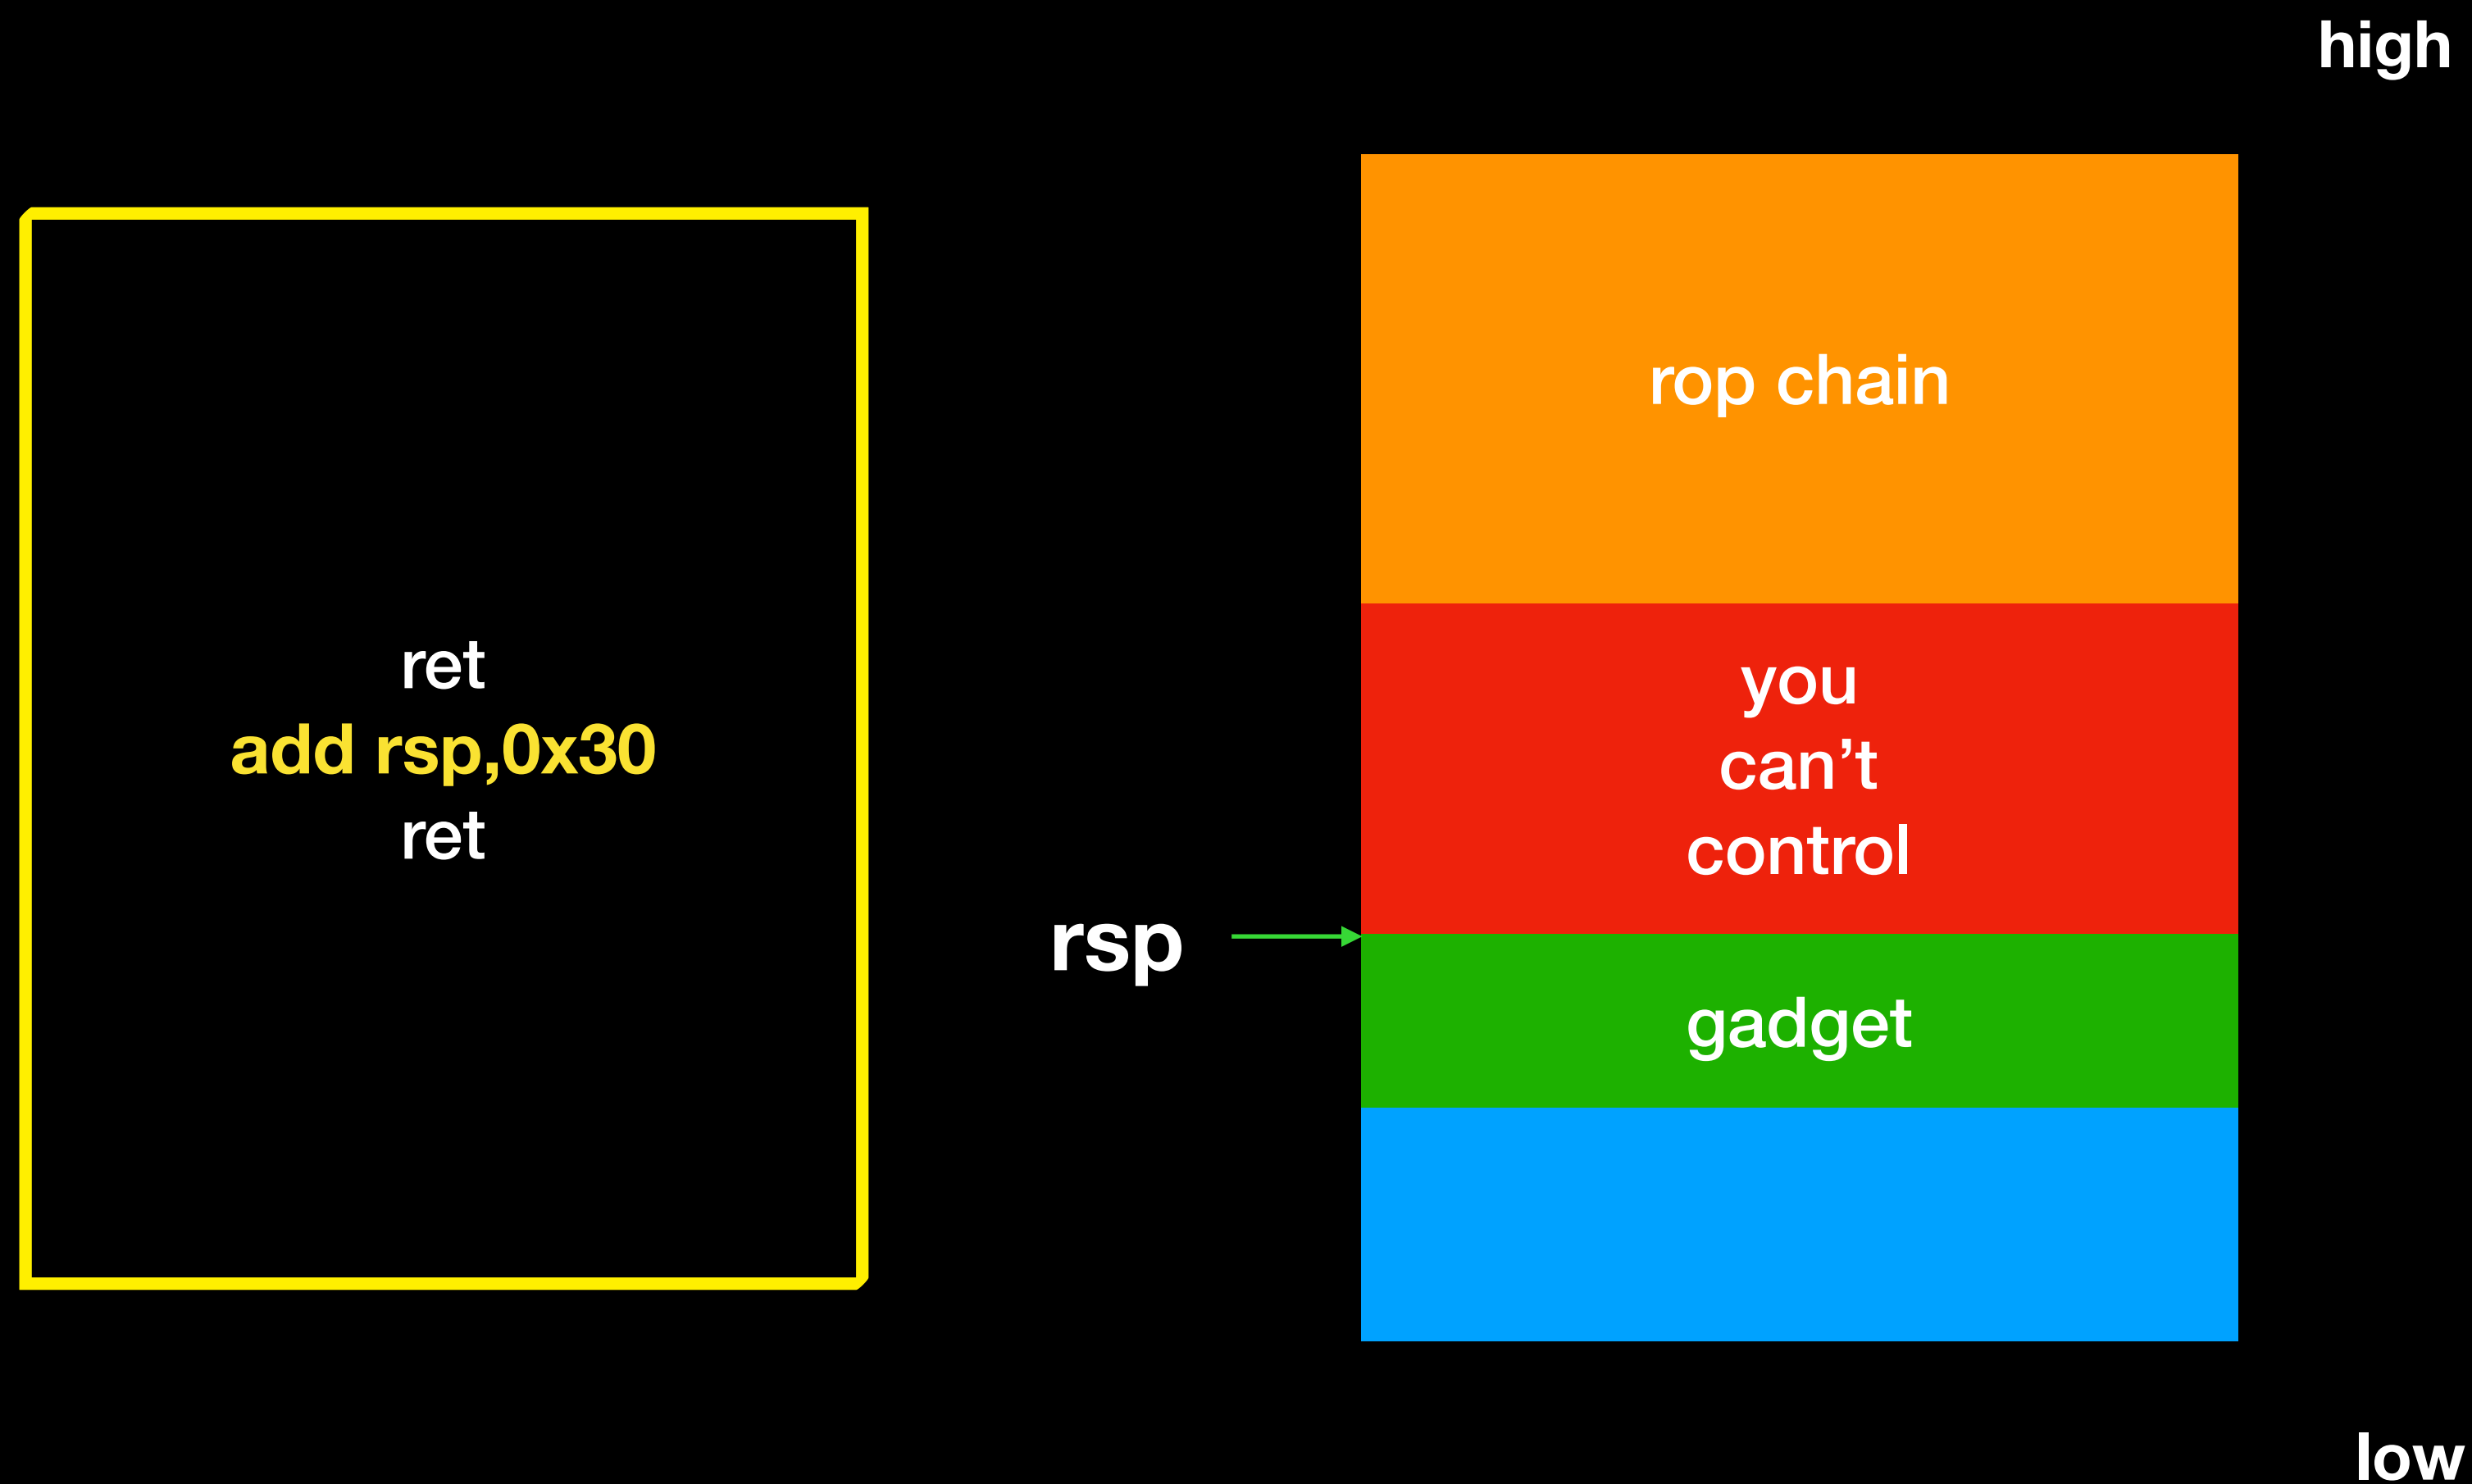 high
ret
add rsp,0x30
ret
rsp
rop chain
you
can’t
control
gadget
low